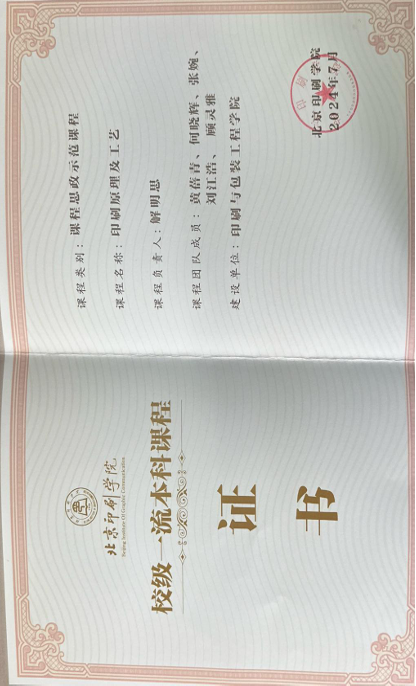 北京印刷学院
Beijing Institute Of Graphic Communication
校级一流本科课程
证
书
课程类别：课程思政示范课程
课程名称：印刷原理及工艺
课程负责人：解明思
课程团队成员：黄蓓青、何晓辉、张婉、
刘江浩、顾灵雅
建设单位：印刷与包装工程学院
北京印刷学院
2024年7月